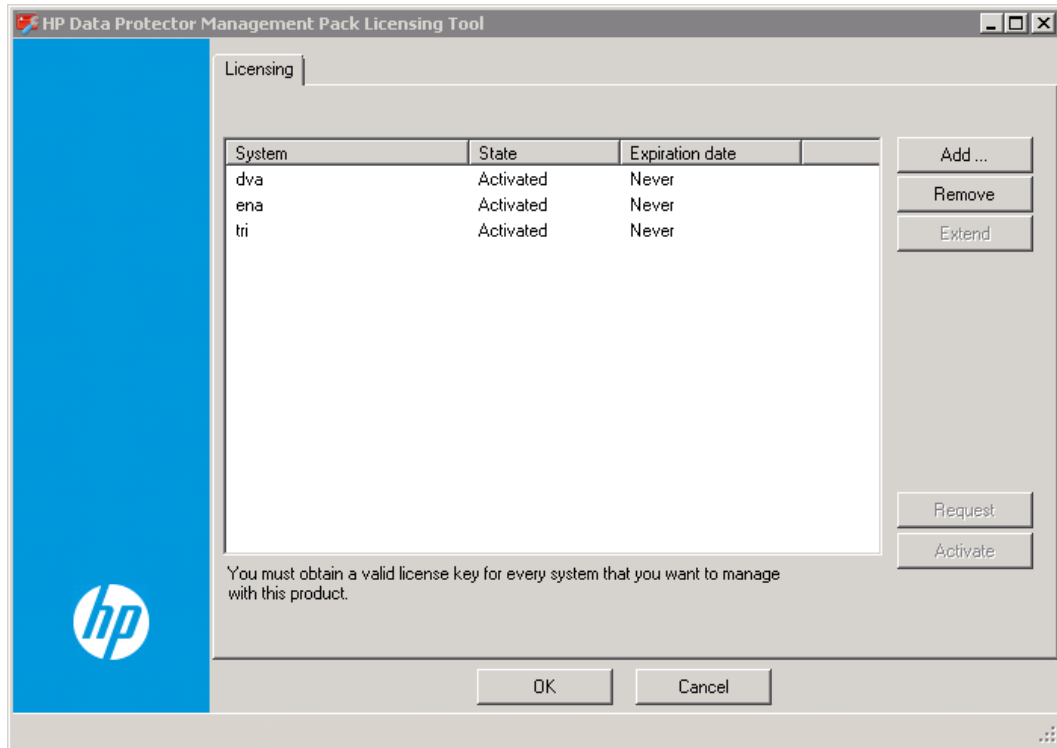 HP Data Protector Management Pack Licensing Tool
Licensing
System State Expiration date
dva Activated Never
ena Activated Never
tri Activated Never
Add ...
Remove
Extend
Request
Activate
You must obtain a valid license key for every system that you want to manage
with this product.
hp
OK Cancel